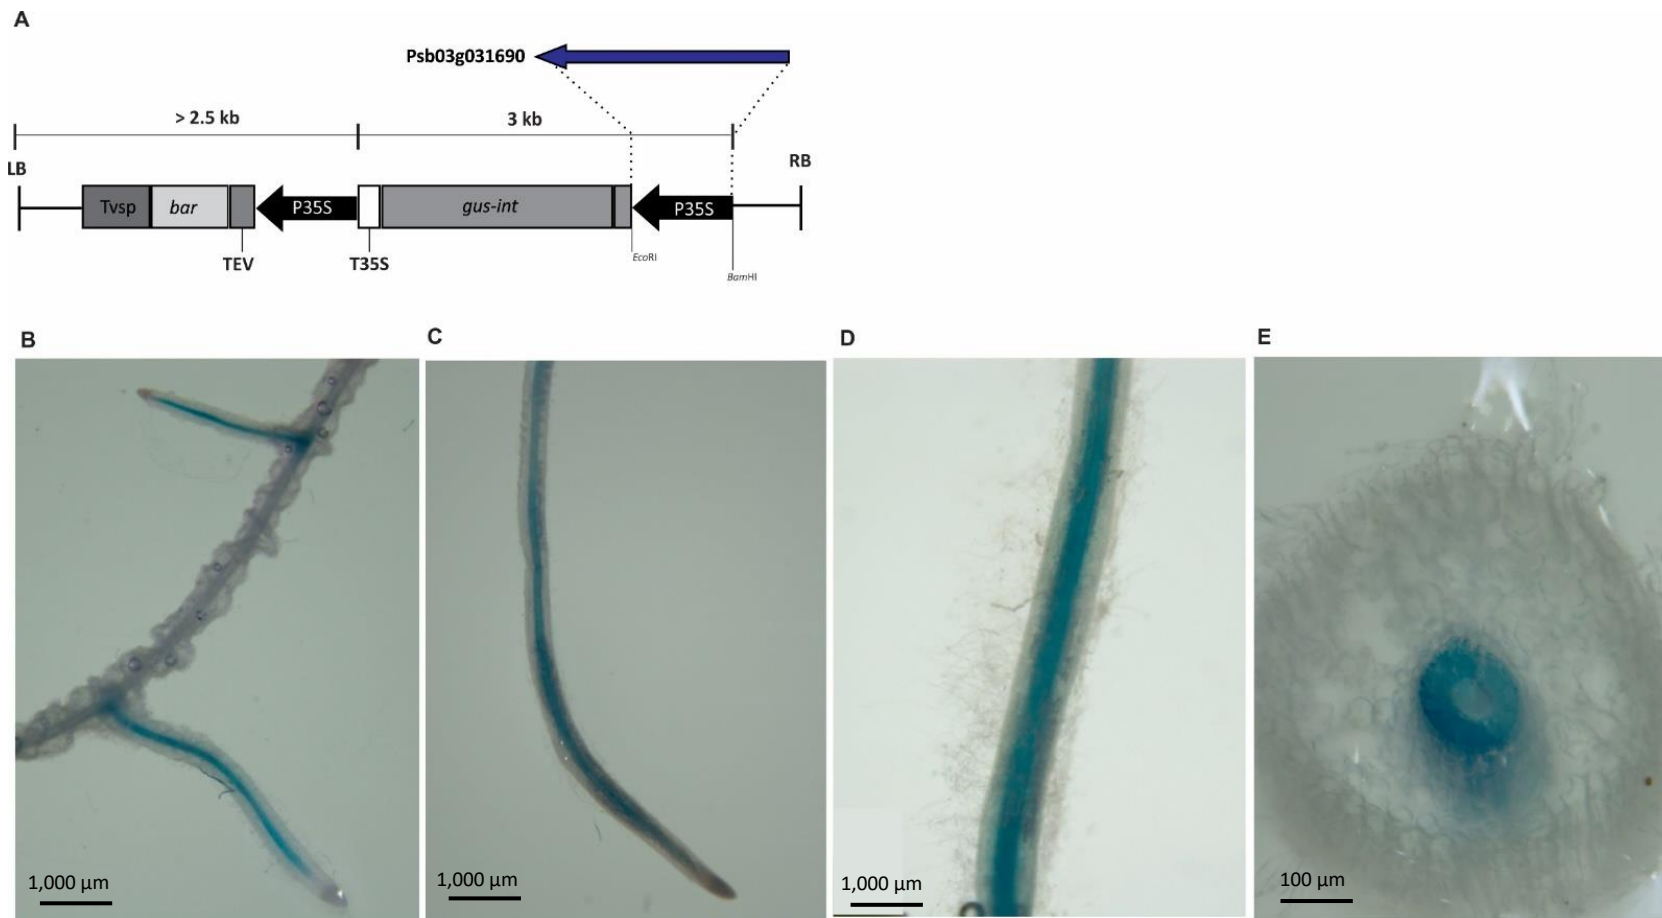 A
Psb03g031690
> 2.5 kb
3 kb
LB
RB
Tvsp
bar
P35S
gus-int
P35S
TEV
T35S
EcoRI
BamHI
B
C
D
E
1,000 µm
1,000 µm
1,000 µm
100 µm